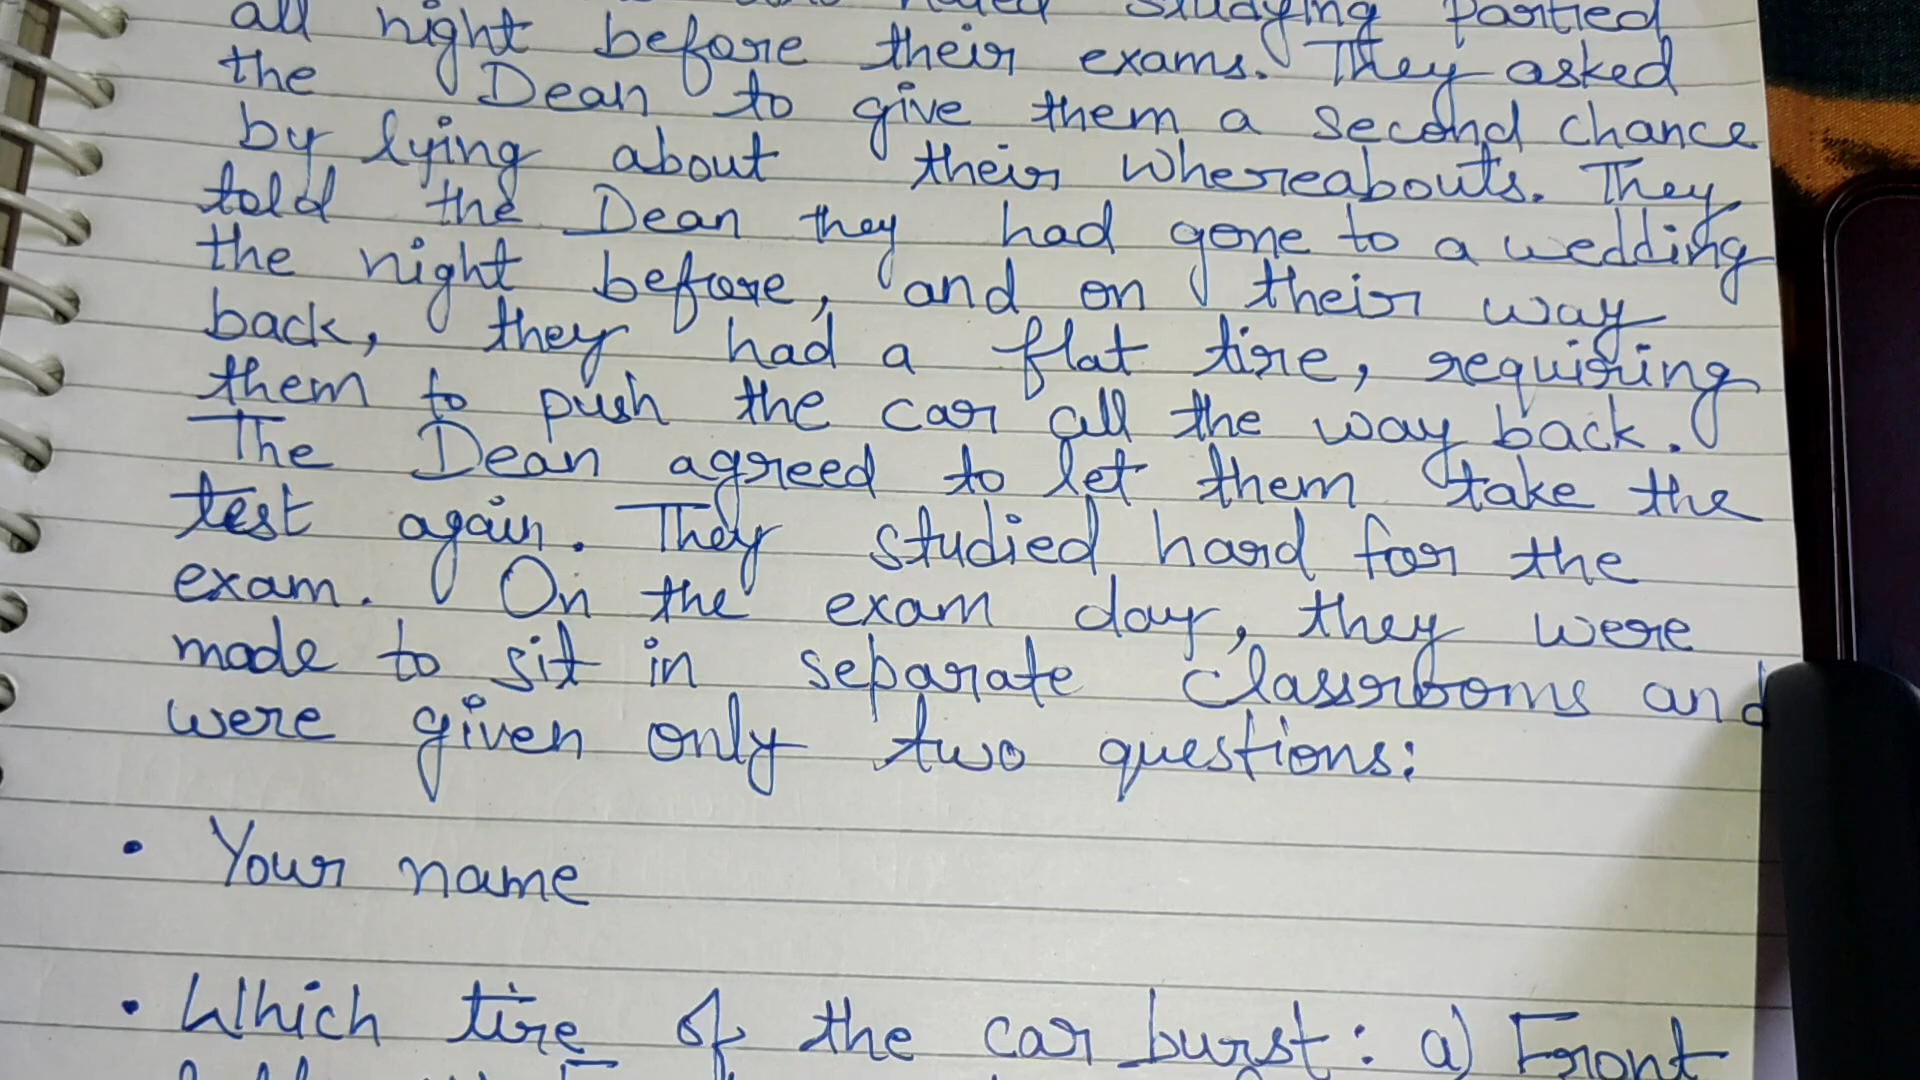 hated studying partied
all night before their exams. They asked
the Dean to give them a second chance
by lying about their whereabouts. They
told the Dean they had gone to a wedding
the night before, and on their way
back, they had a flat tire, requiring
them to push the car all the way back.
The Dean agreed to let them take the
test again. They studied hard for the
exam. On the exam day, they were
made to sit in separate classrooms and
were given only two questions:
• Your name
• Which tire of the car burst: a) Front